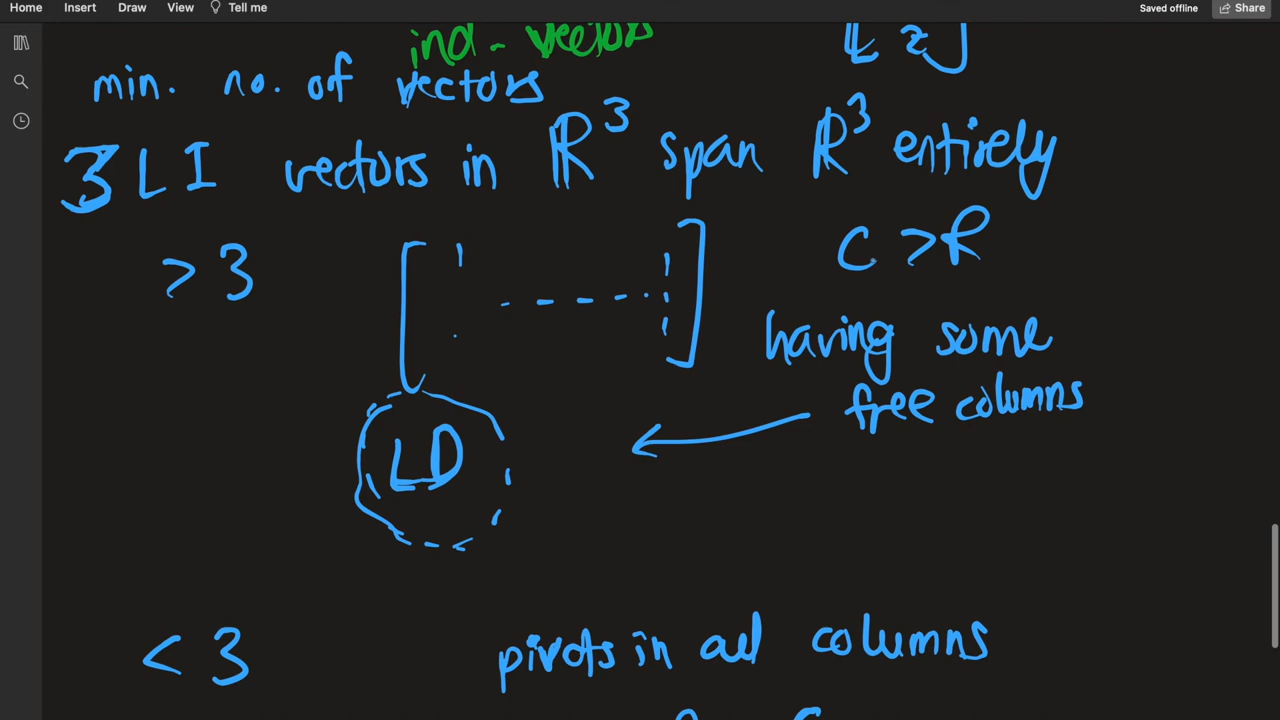 Home Insert Draw View Tell me
Saved offline Share
ind. vectors
z
min. no. of vectors
3 LI vectors in ℝ³ span ℝ³ entirely
> 3
C > R
having some
free columns
LD
< 3
pivots in all columns